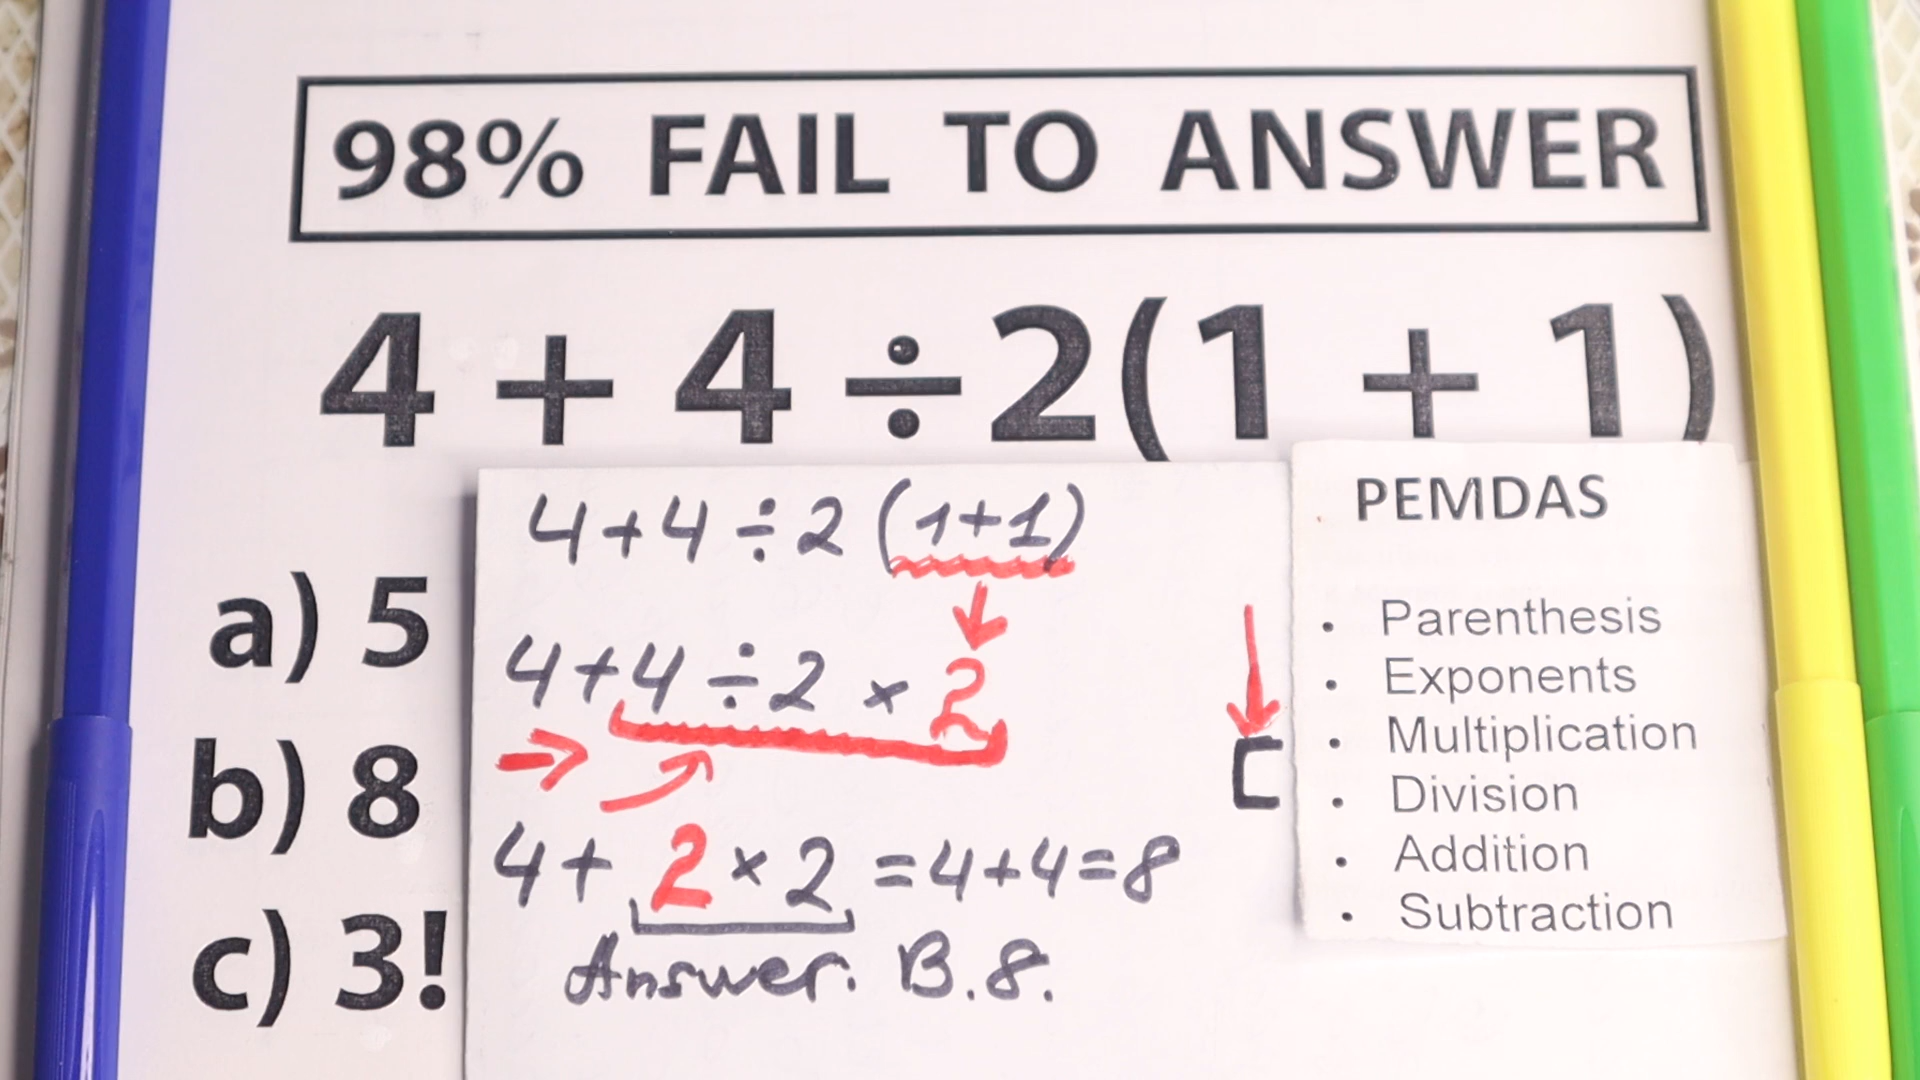 98% FAIL TO ANSWER
4 + 4 ÷ 2(1 + 1)
a) 5
b) 8
c) 3!
4+4÷2(1+1)
4+4÷2×2
4+2×2=4+4=8
Answer. B.8.
PEMDAS
• Parenthesis
• Exponents
• Multiplication
• Division
• Addition
• Subtraction